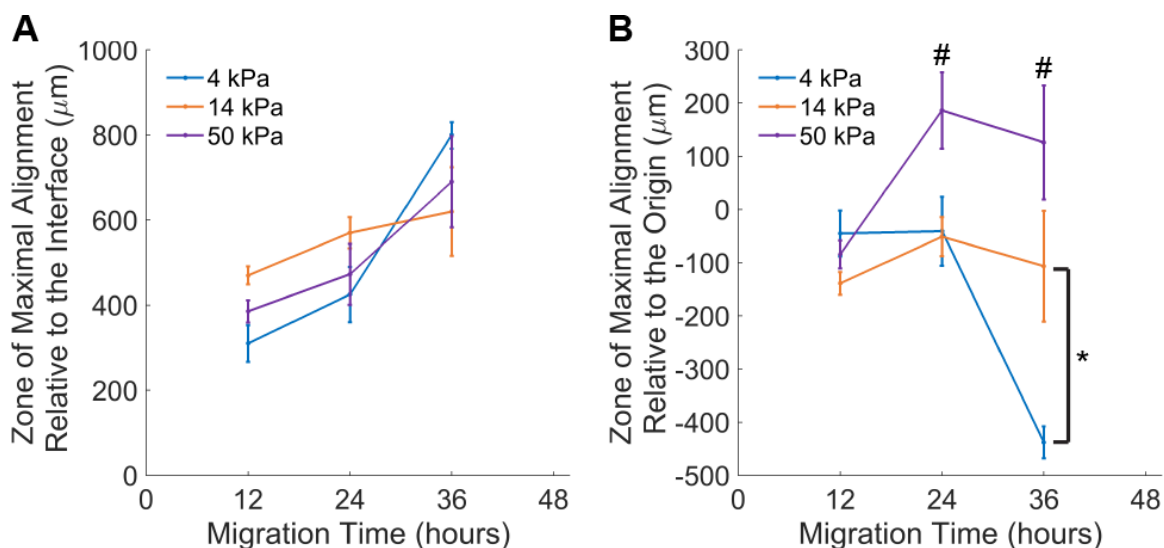 A
Zone of Maximal Alignment
Relative to the Interface (μm)
1000
800
600
400
200
0
4 kPa
14 kPa
50 kPa
0
12
24
36
48
Migration Time (hours)
B
Zone of Maximal Alignment
Relative to the Origin (μm)
300
200
100
0
-100
-200
-300
-400
-500
4 kPa
14 kPa
50 kPa
#
#
*
0
12
24
36
48
Migration Time (hours)